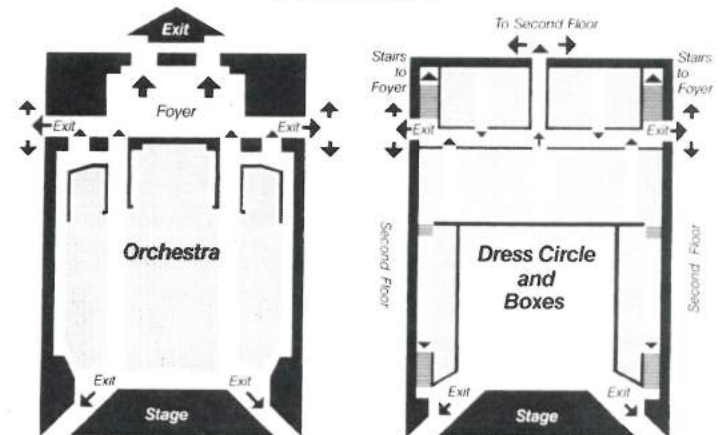 Exit
Foyer
Exit
Exit
Orchestra
Exit
Exit
Stage
To Second Floor
Stairs
to
Foyer
Stairs
to
Foyer
Exit
Exit
Second Floor
Dress Circle
and
Boxes
Second Floor
Exit
Exit
Stage